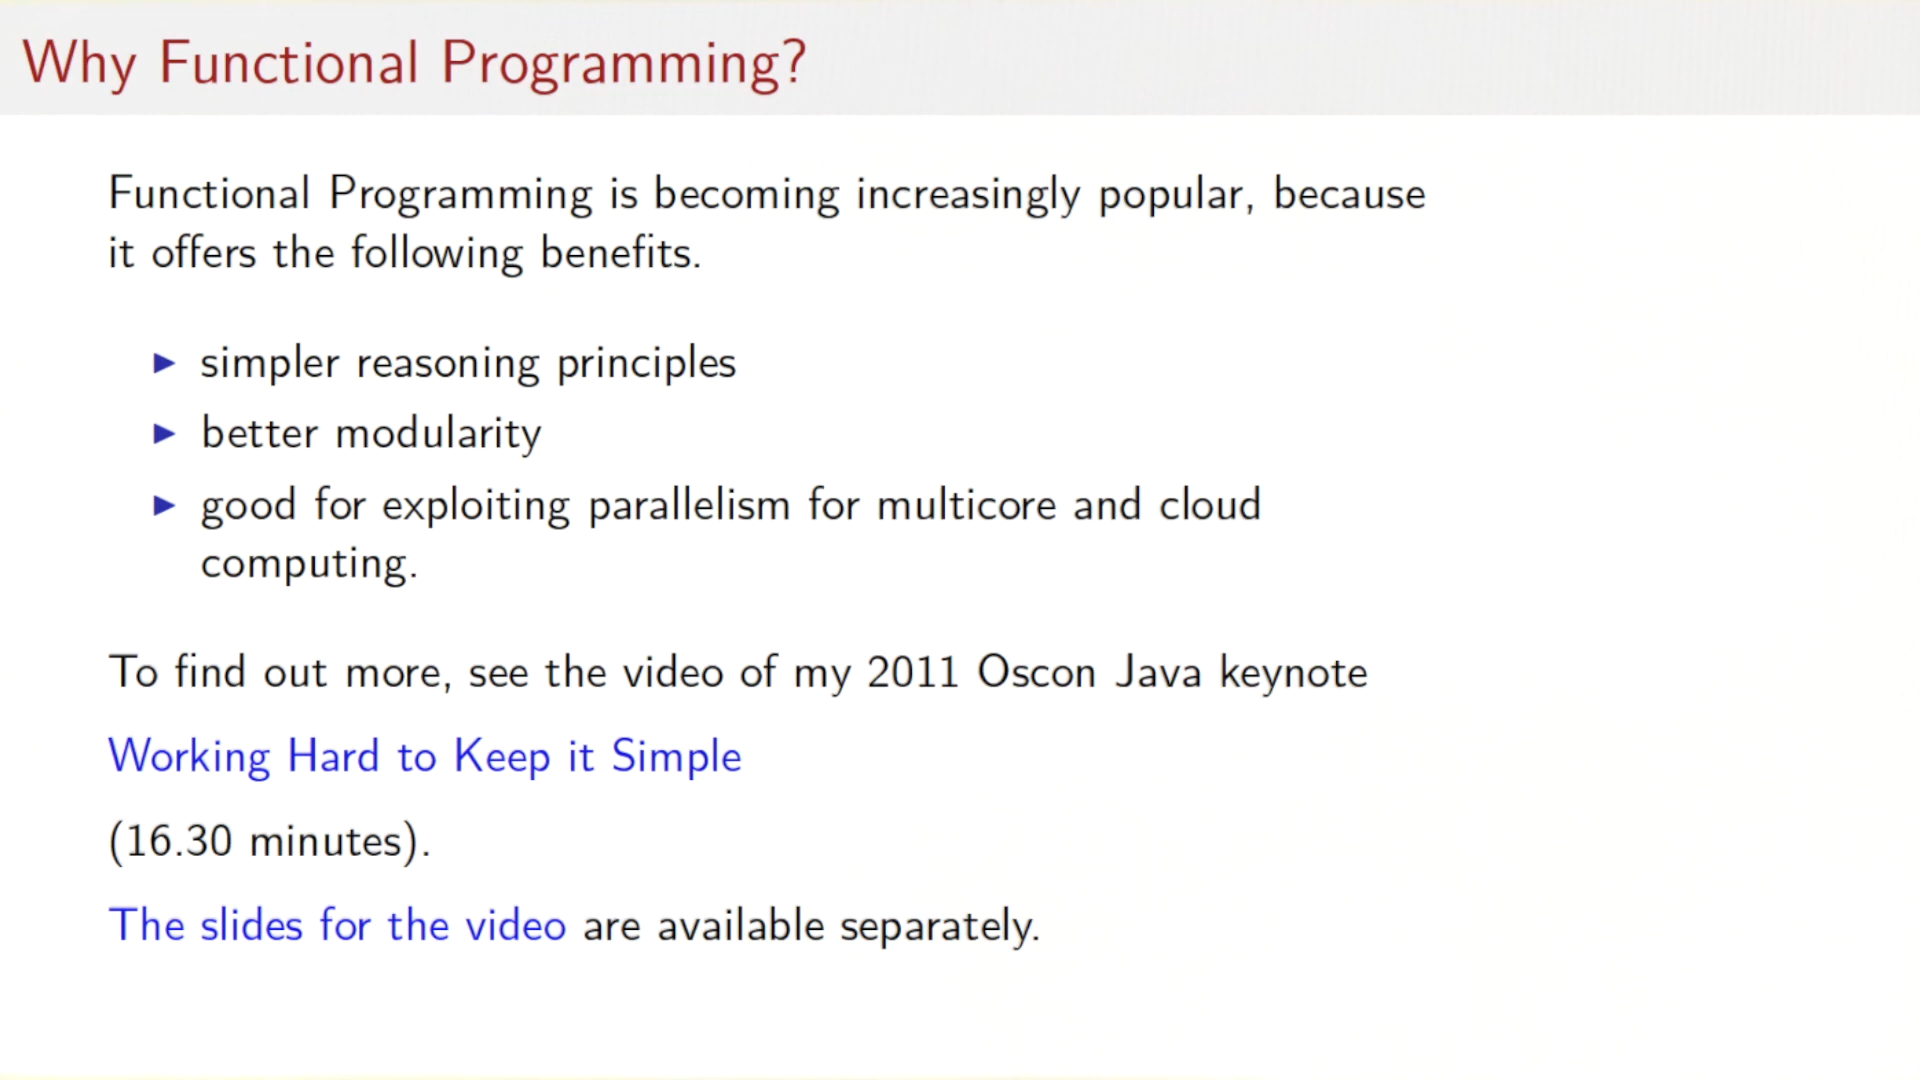 Why Functional Programming?
Functional Programming is becoming increasingly popular, because
it offers the following benefits.
▶ simpler reasoning principles
▶ better modularity
▶ good for exploiting parallelism for multicore and cloud
computing.
To find out more, see the video of my 2011 Oscon Java keynote
Working Hard to Keep it Simple
(16.30 minutes).
The slides for the video are available separately.